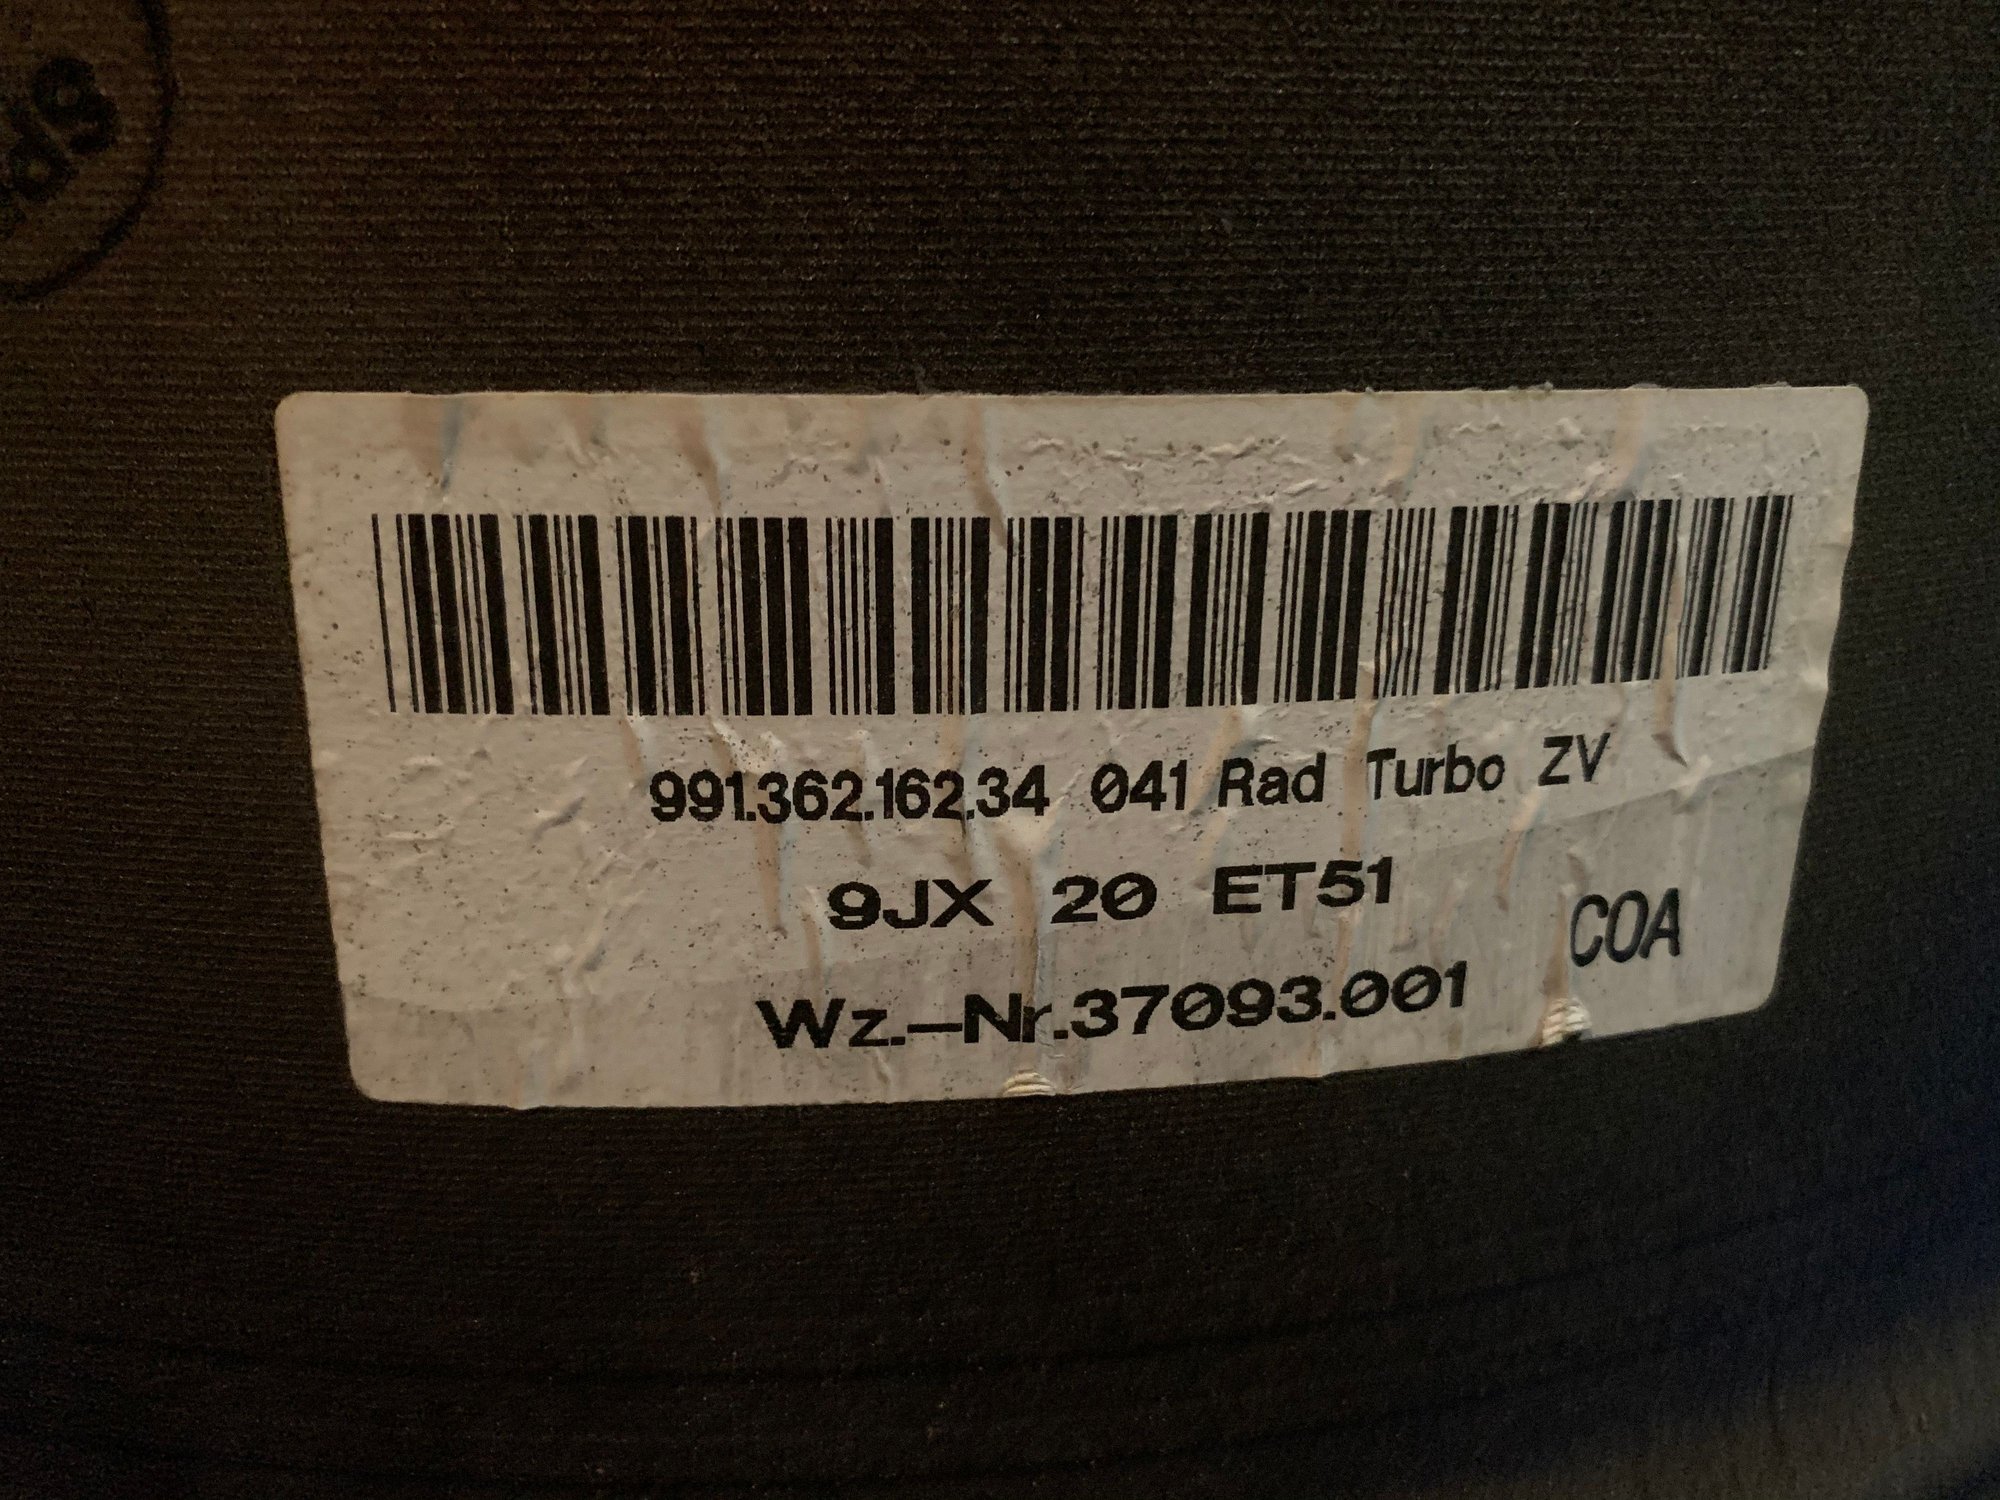 991.362.162.34 041 Rad Turbo ZV
9JX 20 ET51
COA
Wz.-Nr.37093.001